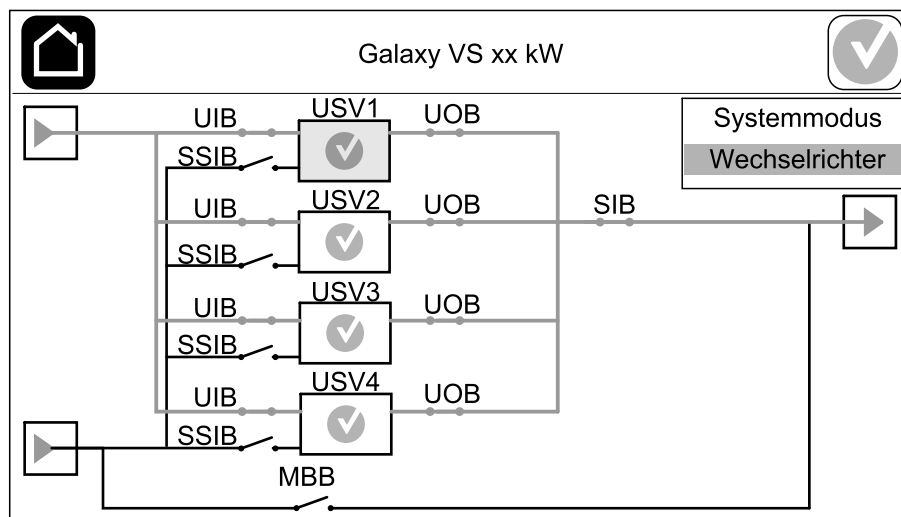 Galaxy VS xx kW
UIB USV1 UOB
Systemmodus
SSIB
Wechselrichter
UIB USV2 UOB SIB
SSIB
UIB USV3 UOB
SSIB
UIB USV4 UOB
SSIB
MBB